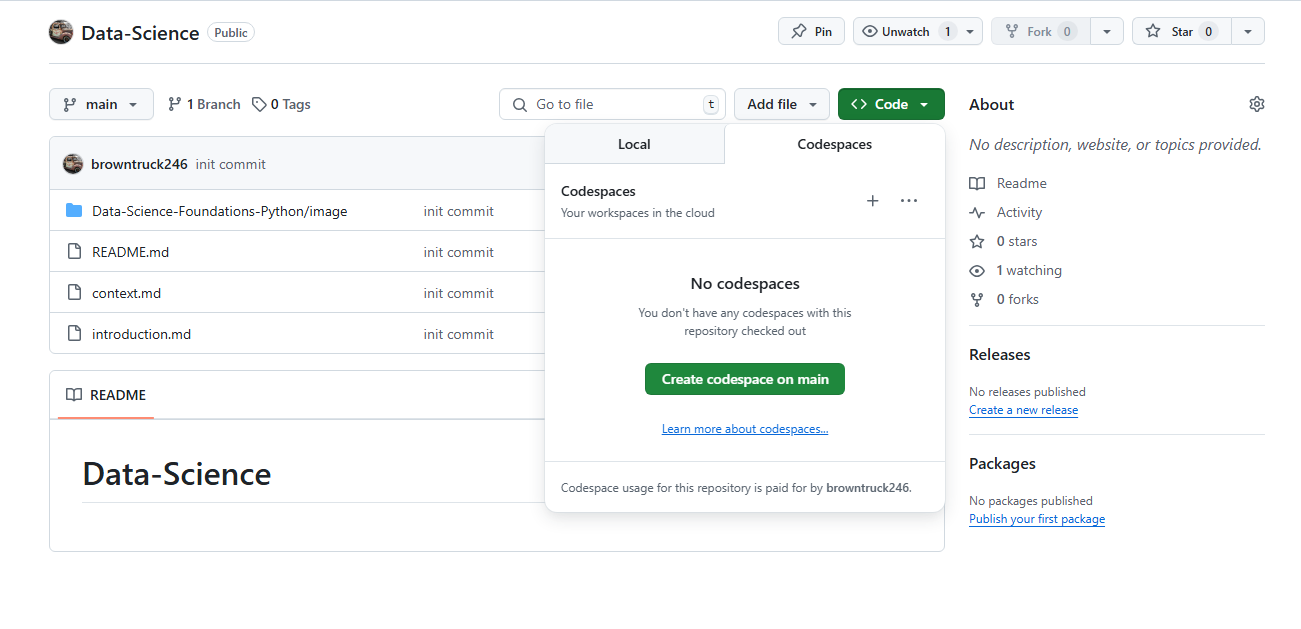 Data-Science Public Pin Unwatch 1 Fork 0 Star 0
main 1 Branch 0 Tags Go to file t Add file <> Code
Local Codespaces
Codespaces
Your workspaces in the cloud
No codespaces
You don't have any codespaces with this
repository checked out
Create codespace on main
Learn more about codespaces...
Codespace usage for this repository is paid for by browntruck246.
browntruck246 init commit
Data-Science-Foundations-Python/image init commit
README.md init commit
context.md init commit
introduction.md init commit
README
Data-Science
About
No description, website, or topics provided.
Readme
Activity
0 stars
1 watching
0 forks
Releases
No releases published
Create a new release
Packages
No packages published
Publish your first package